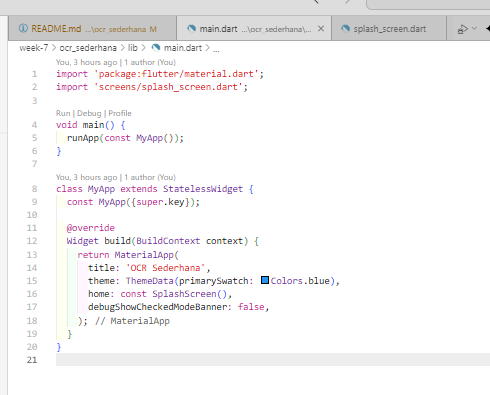 README.md ...\ocr_sederhana M
main.dart ...\ocr_sederhana\...
splash_screen.dart
week-7 > ocr_sederhana > lib > main.dart > ...
You, 3 hours ago | 1 author (You)
1 import 'package:flutter/material.dart';
2 import 'screens/splash_screen.dart';
3
Run | Debug | Profile
4 void main() {
5 runApp(const MyApp());
6 }
7
You, 3 hours ago | 1 author (You)
8 class MyApp extends StatelessWidget {
9 const MyApp({super.key});
10
11 @override
12 Widget build(BuildContext context) {
13 return MaterialApp(
14 title: 'OCR Sederhana',
15 theme: ThemeData(primarySwatch: Colors.blue),
16 home: const SplashScreen(),
17 debugShowCheckedModeBanner: false,
18 ); // MaterialApp
19 }
20 }
21